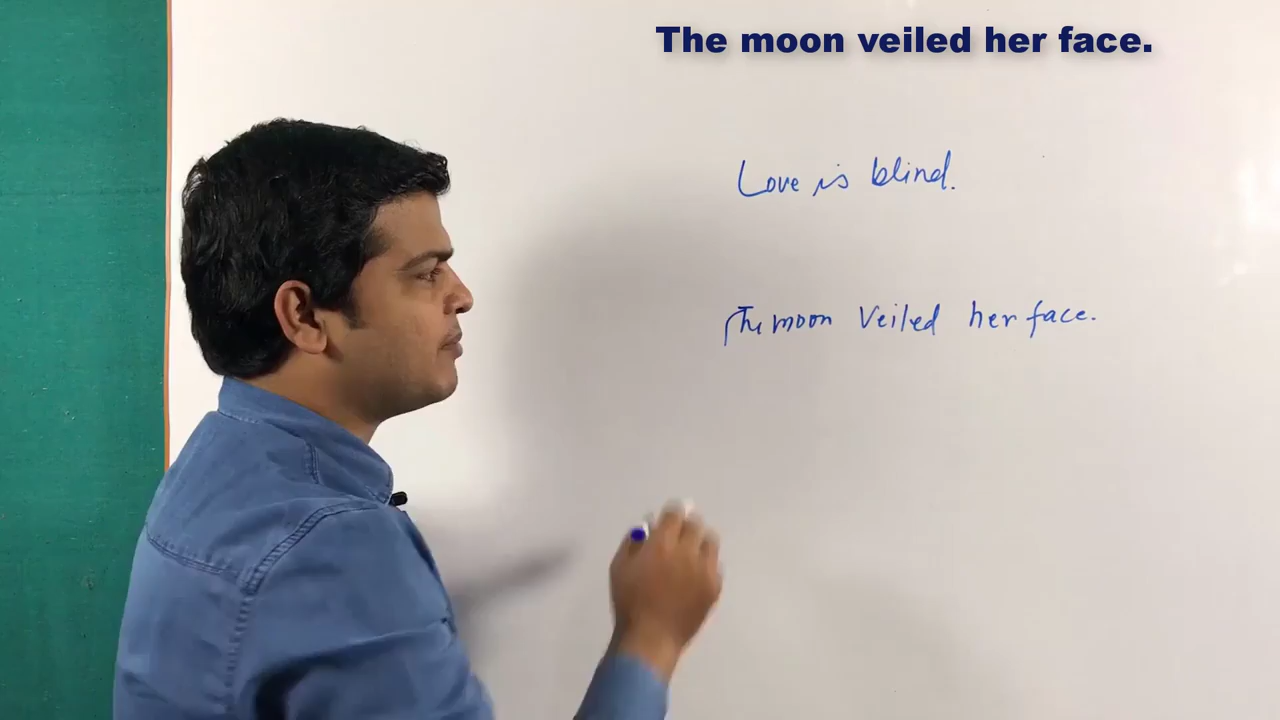 The moon veiled her face.
Love is blind.
The moon Veiled her face.